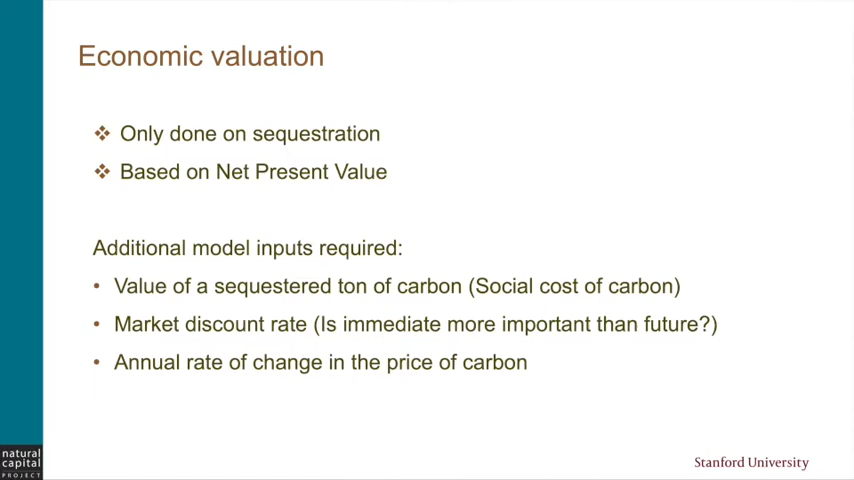 Economic valuation
❖ Only done on sequestration
❖ Based on Net Present Value
Additional model inputs required:
• Value of a sequestered ton of carbon (Social cost of carbon)
• Market discount rate (Is immediate more important than future?)
• Annual rate of change in the price of carbon
natural
capital
PROJECT
Stanford University